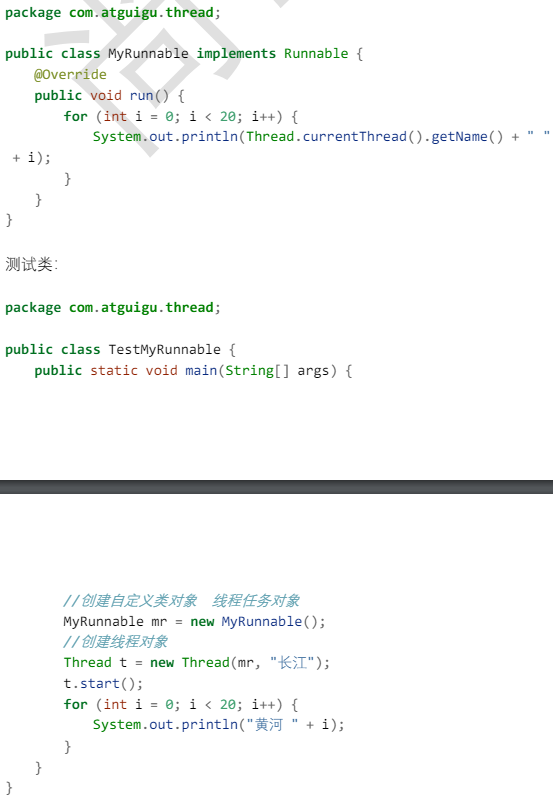 package com.atguigu.thread;
public class MyRunnable implements Runnable {
@Override
public void run() {
for (int i = 0; i < 20; i++) {
System.out.println(Thread.currentThread().getName() + " "
+ i);
}
}
}
测试类:
package com.atguigu.thread;
public class TestMyRunnable {
public static void main(String[] args) {
//创建自定义类对象  线程任务对象
MyRunnable mr = new MyRunnable();
//创建线程对象
Thread t = new Thread(mr, "长江");
t.start();
for (int i = 0; i < 20; i++) {
System.out.println("黄河 " + i);
}
}
}